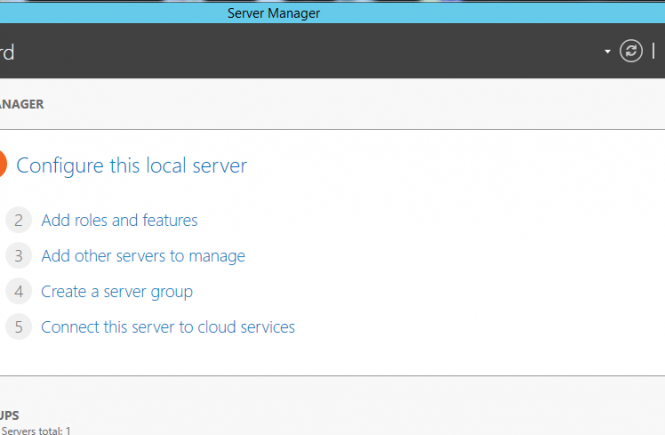 Server Manager
rd
ANAGER
Configure this local server
2 Add roles and features
3 Add other servers to manage
4 Create a server group
5 Connect this server to cloud services
UPS
Servers total: 1